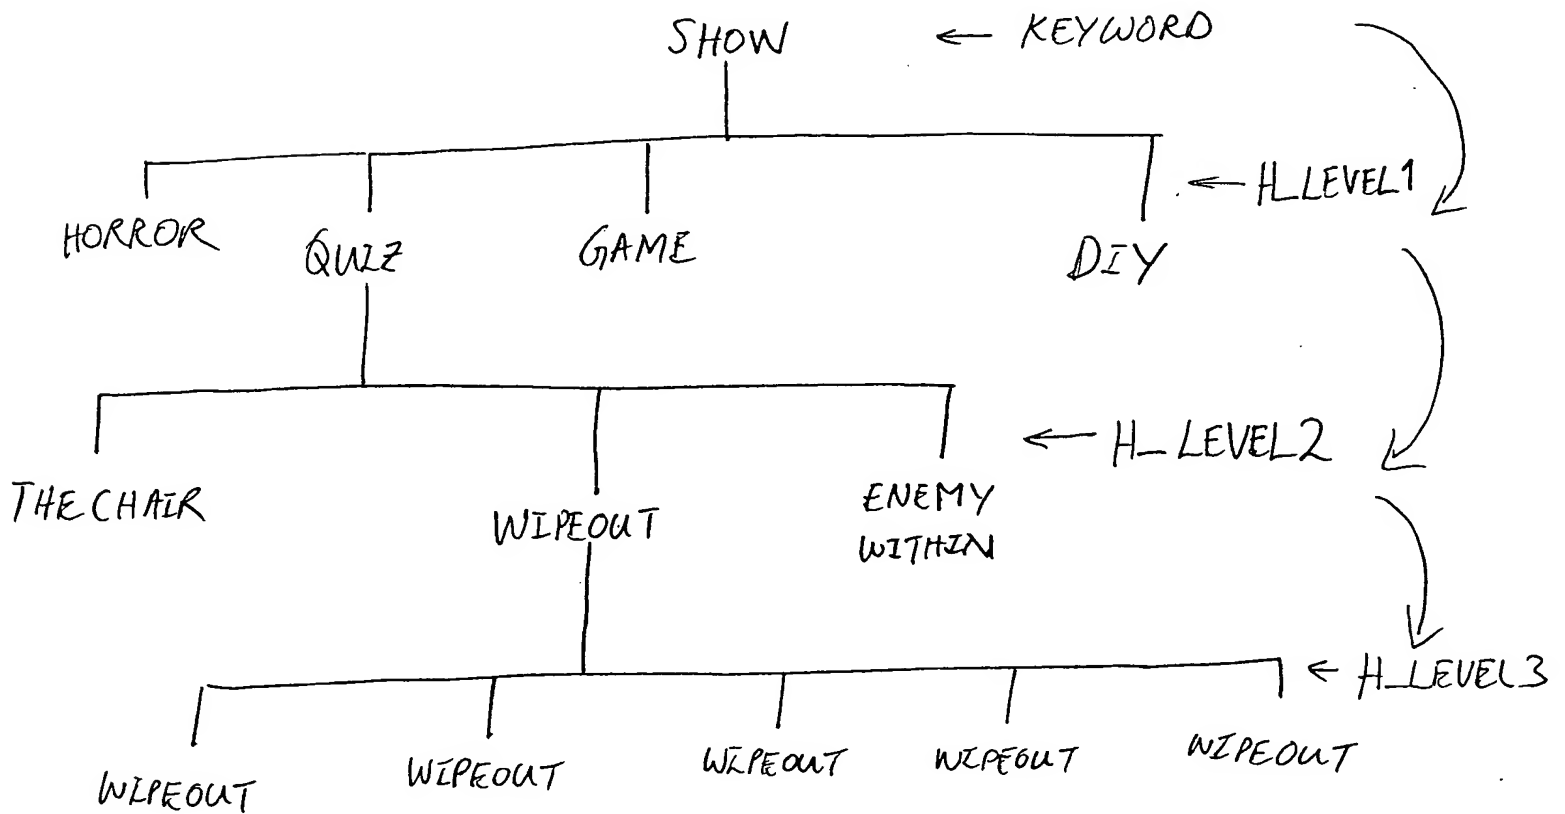 SHOW ← KEYWORD
← H_LEVEL1
HORROR QUIZ GAME DIY
← H_LEVEL2
THE CHAIR WIPEOUT ENEMY
WITHIN
← H_LEVEL3
WIPEOUT WIPEOUT WIPEOUT WIPEOUT WIPEOUT